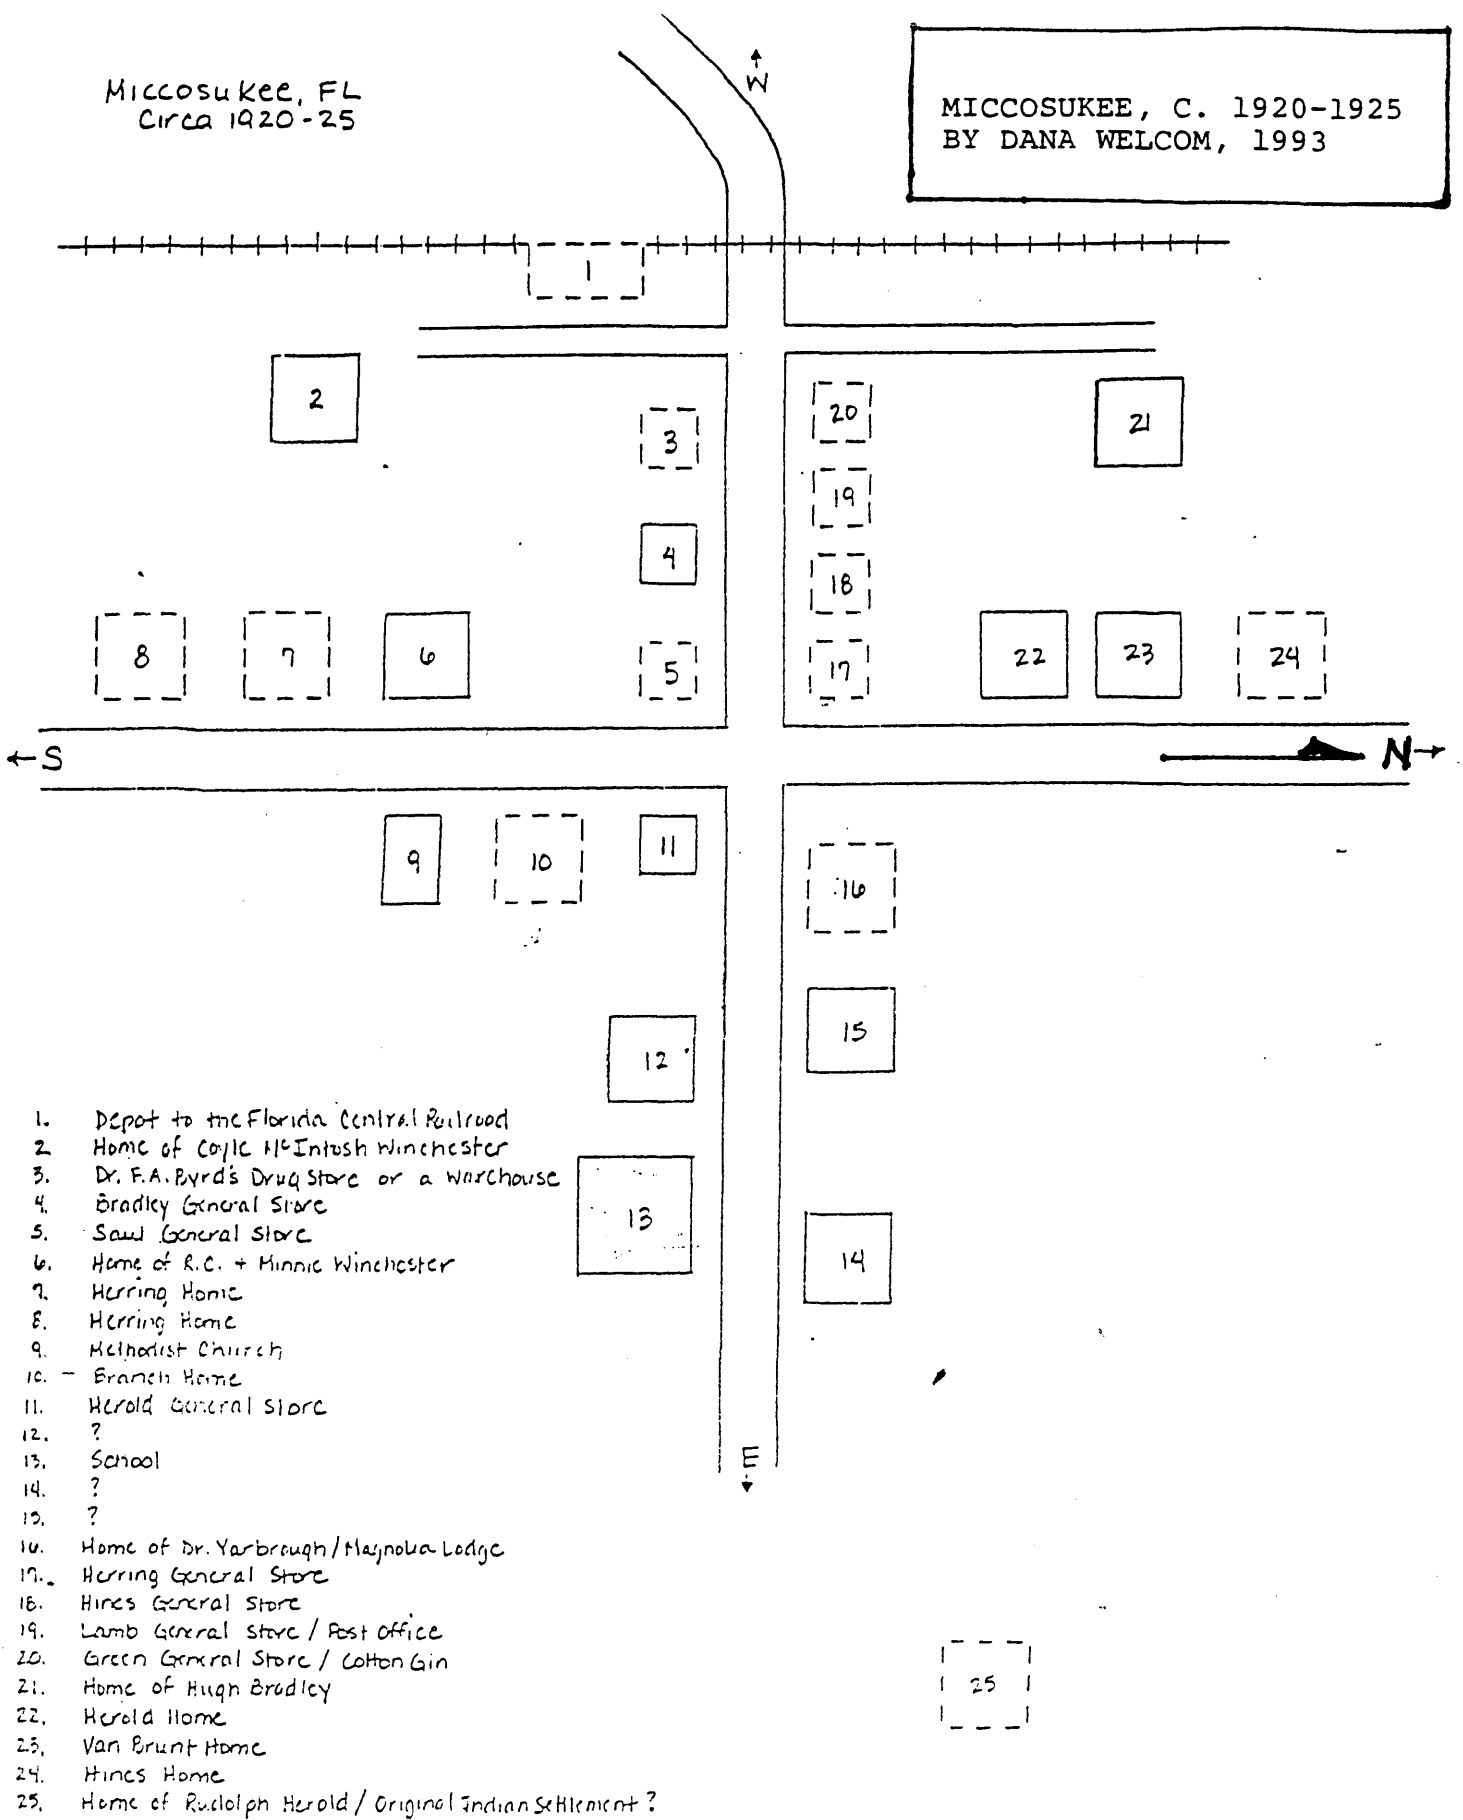 Miccosukee, FL
Circa 1920-25
W
MICCOSUKEE, C. 1920-1925
BY DANA WELCOM, 1993
1
2
3
20
21
19
4
18
8
7
6
5
17
22
23
24
←S
N→
9
10
11
16
12
15
13
14
E
25
1. Depot to the Florida Central Railroad
2 Home of Coyle McIntosh Winchester
3. Dr. F.A. Byrd's Drug Store or a Warehouse
4. Bradley General Store
5. Saul General Store
6. Home of R.C. + Minnie Winchester
7. Herring Home
8. Herring Home
9. Methodist Church
10. - Branch Home
11. Herold General Store
12. ?
13. School
14. ?
15. ?
16. Home of Dr. Yarbrough/Magnolia Lodge
17. Herring General Store
18. Hines General Store
19. Lamb General Store / Post Office
20. Green General Store / Cotton Gin
21. Home of Hugh Bradley
22. Herold Home
23. Van Brunt Home
24. Hines Home
25. Home of Rudolph Herold / Original Indian Settlement ?